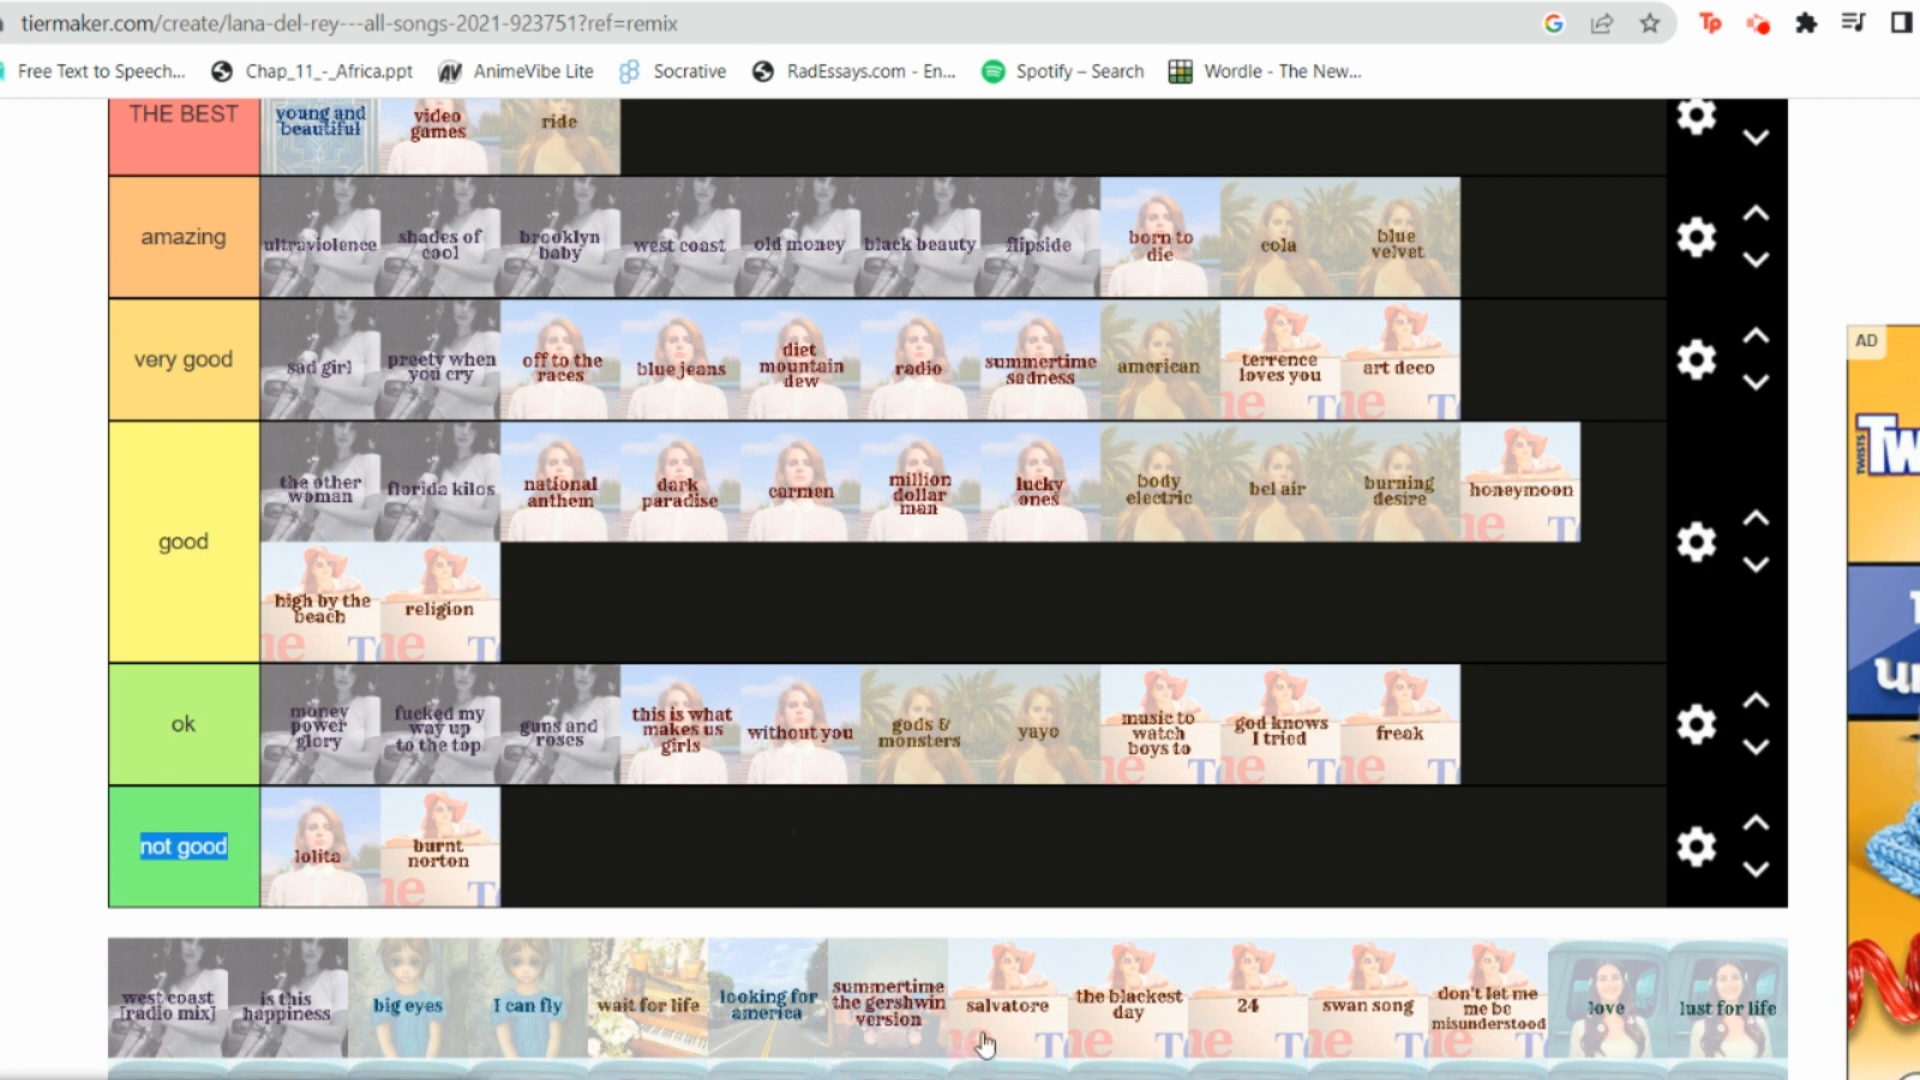 tiermaker.com/create/lana-del-rey---all-songs-2021-923751?ref=remix
Tp
Free Text to Speech...
Chap_11_-_Africa.ppt
AV
AnimeVibe Lite
Socrative
RadEssays.com - En...
Spotify – Search
Wordle - The New...
THE BEST
young and
beautiful
video
games
ride
amazing
ultraviolence
shades of
cool
brooklyn
baby
west coast
old money
black beauty
flipside
born to
die
cola
blue
velvet
very good
sad girl
preety when
you cry
off to the
races
blue jeans
diet
mountain
dew
radio
summertime
sadness
american
terrence
loves you
art deco
good
the other
woman
florida kilos
national
anthem
dark
paradise
carmen
million
dollar
man
lucky
ones
body
electric
bel air
burning
desire
honeymoon
high by the
beach
religion
ok
money
power
glory
fucked my
way up
to the top
guns and
roses
this is what
makes us
girls
without you
gods &
monsters
yayo
music to
watch
boys to
god knows
I tried
freak
not good
lolita
burnt
norton
west coast
[radio mix]
is this
happiness
big eyes
I can fly
wait for life
looking for
america
summertime
the gershwin
version
salvatore
the blackest
day
24
swan song
don't let me
me be
misunderstood
love
lust for life
AD
TWISTS